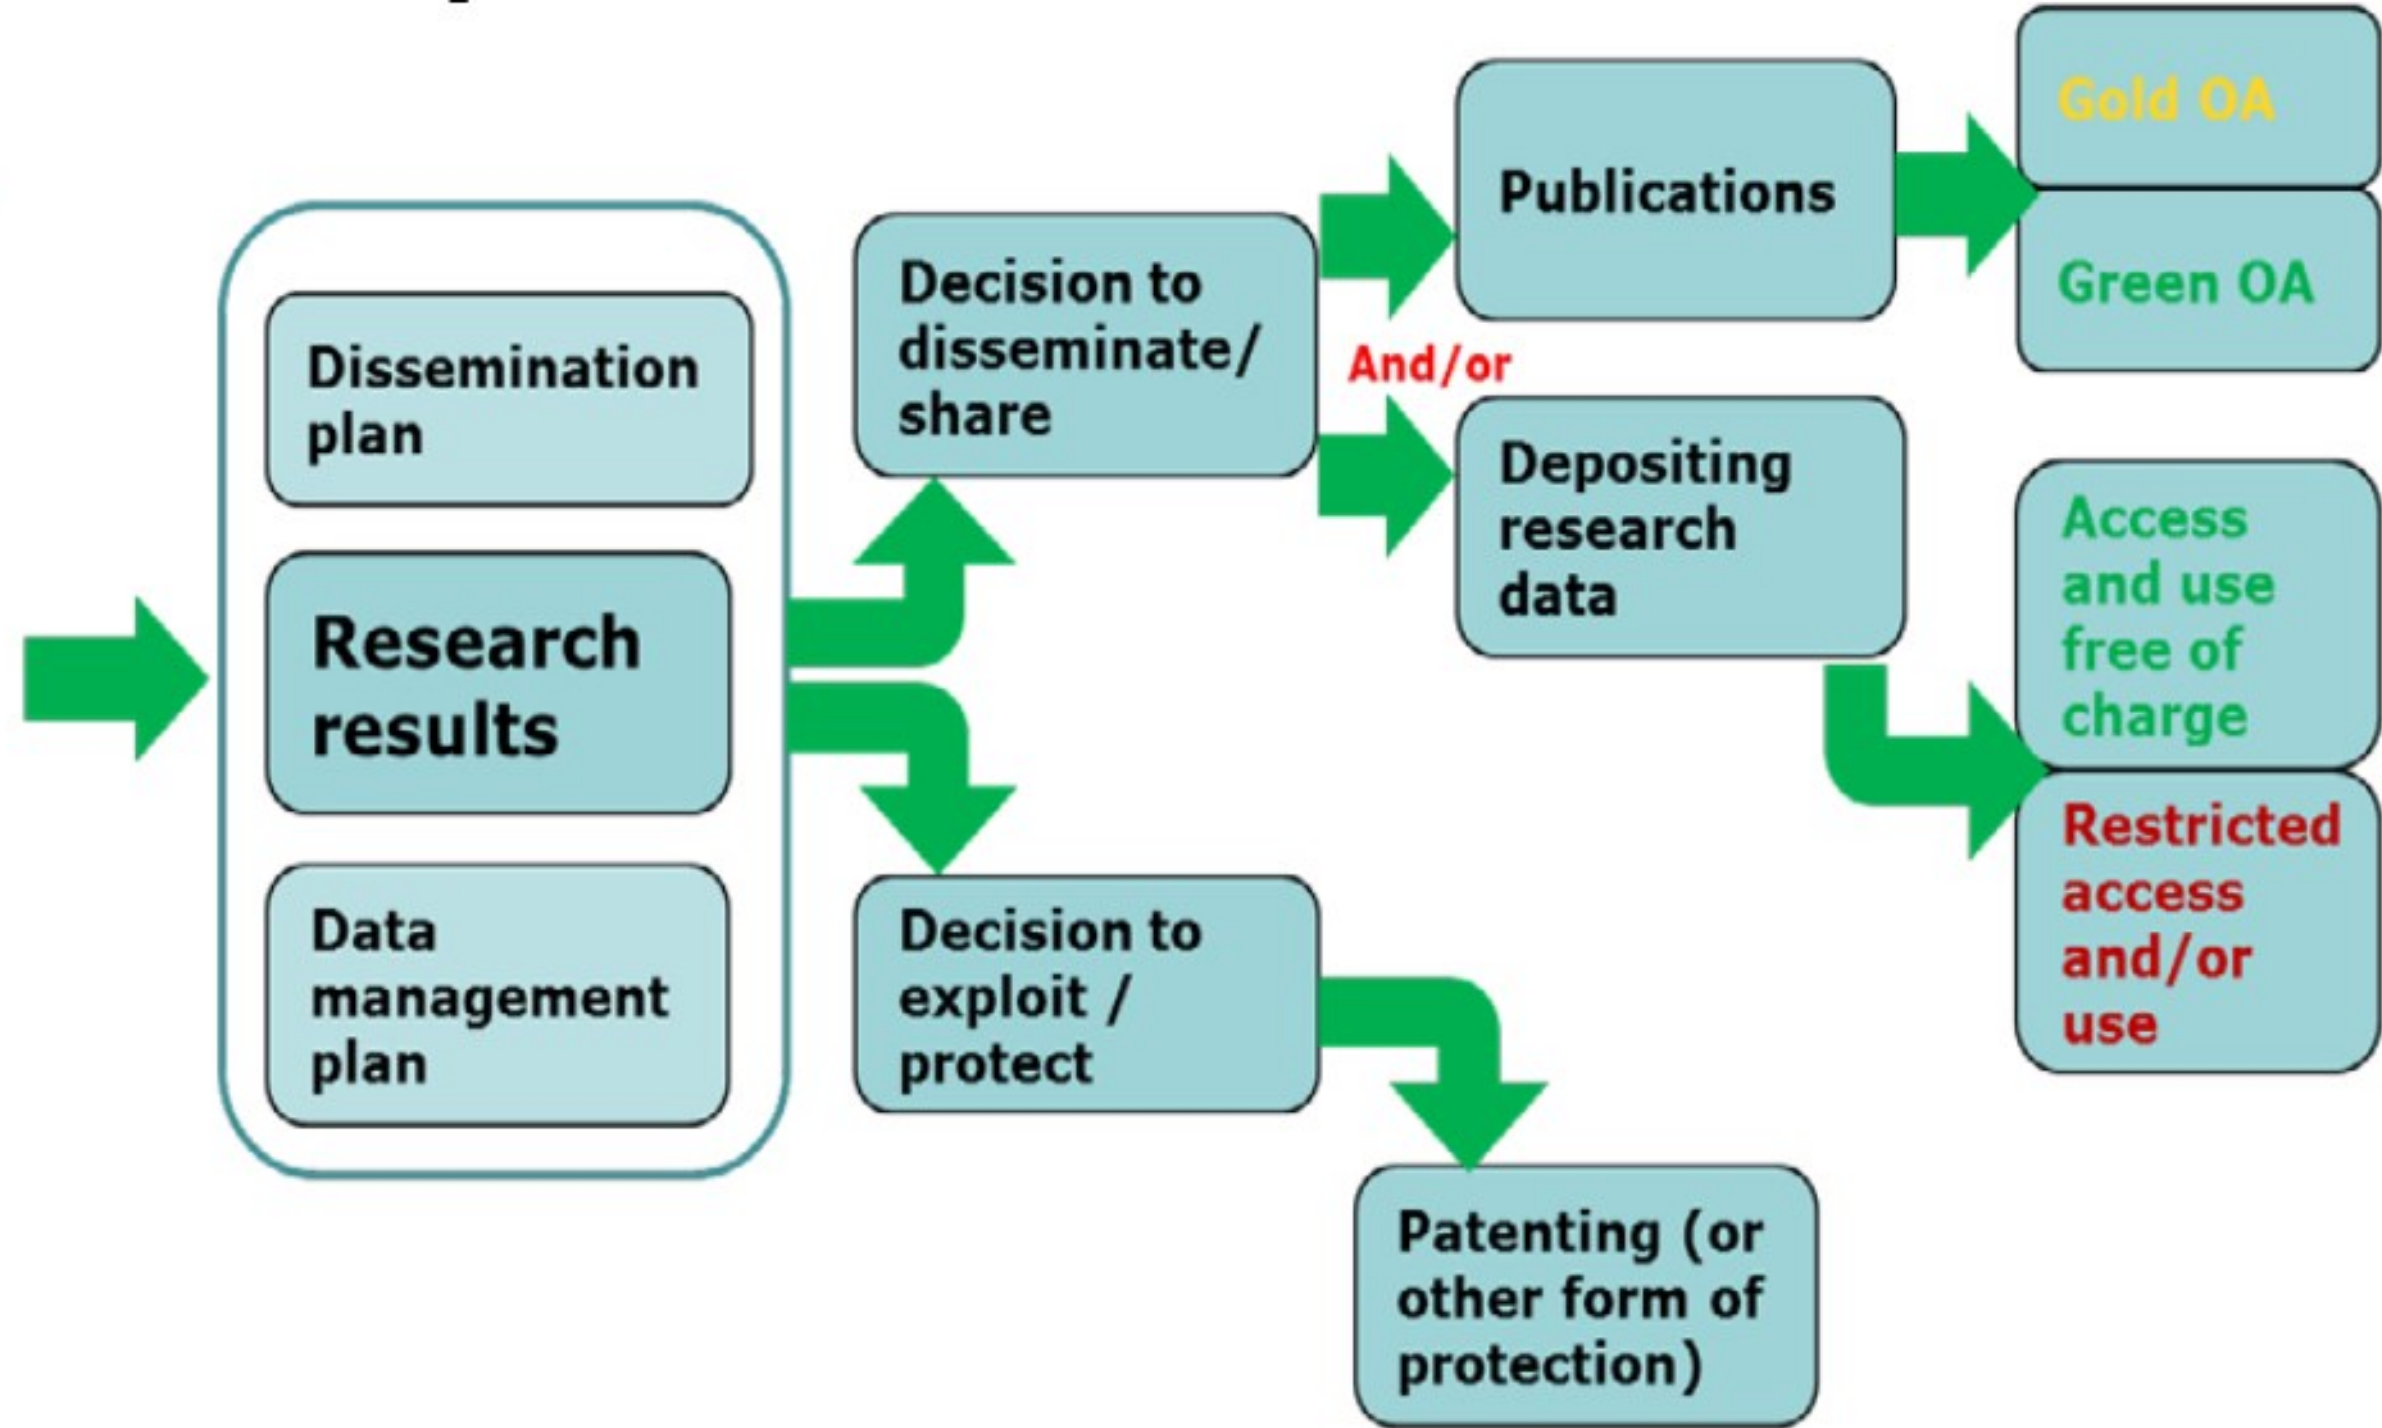 Dissemination
plan
Research
results
Data
management
plan
Decision to
disseminate/
share
Decision to
exploit /
protect
And/or
Publications
Depositing
research
data
Patenting (or
other form of
protection)
Gold OA
Green OA
Access
and use
free of
charge
Restricted
access
and/or
use